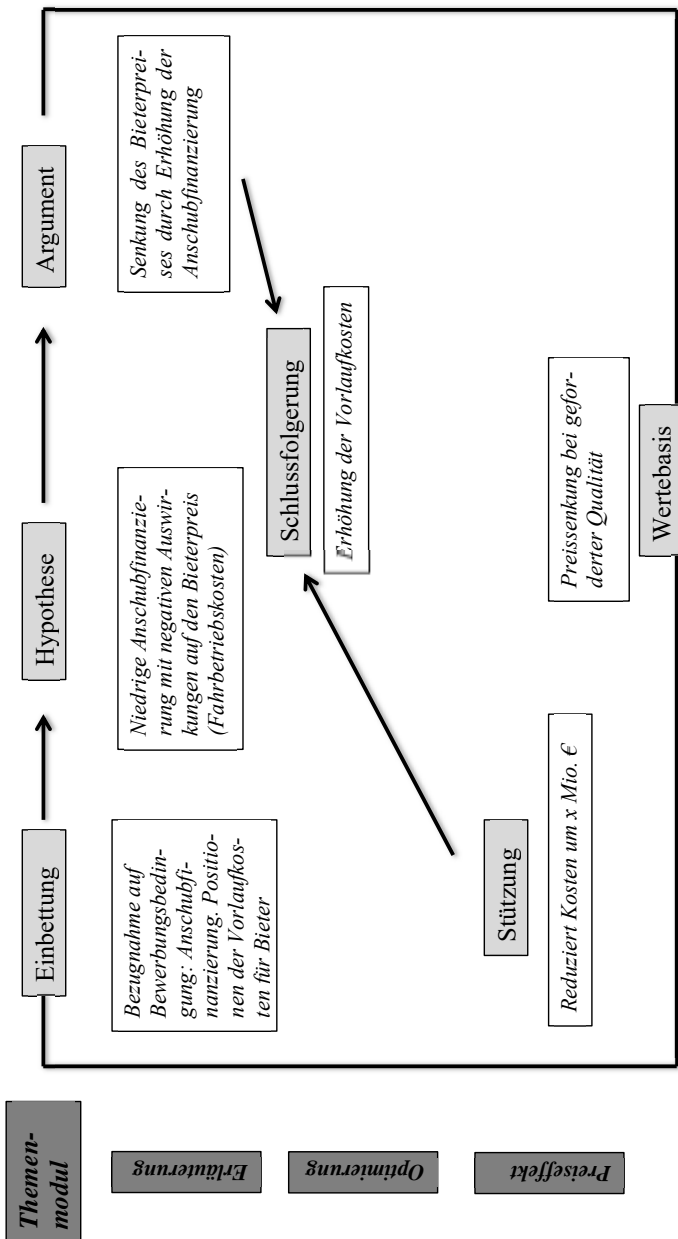 Themen-
modul
Einbettung
Hypothese
Argument
Erläuterung
Bezugnahme auf
Bewerbungsbedin-
gung: Anschubfi-
nanzierung. Positio-
nen der Vorlaufkos-
ten für Bieter
Niedrige Anschubfinanzie-
rung mit negativen Auswir-
kungen auf den Bieterpreis
(Fahrbetriebskosten)
Senkung des Bieterprei-
ses durch Erhöhung der
Anschubfinanzierung
Optimierung
Schlussfolgerung
Erhöhung der Vorlaufkosten
Preiseffekt
Stützung
Reduziert Kosten um x Mio. €
Preissenkung bei gefor-
derter Qualität
Wertebasis